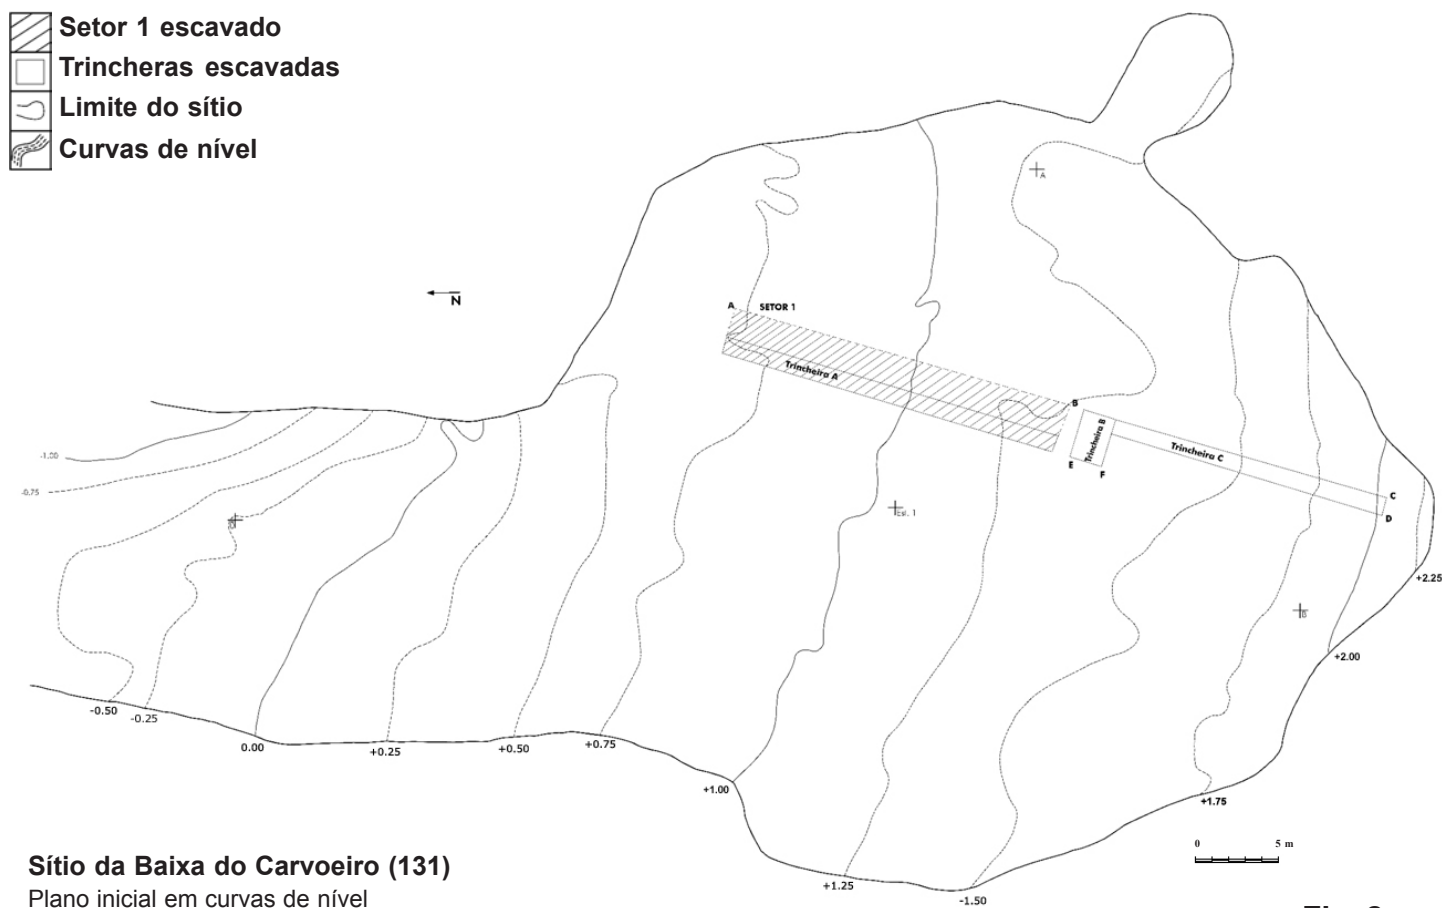 Setor 1 escavado
Trincheras escavadas
Limite do sítio
Curvas de nível
A
N
A
SETOR 1
Trincheira A
B
Trincheira B
Trincheira C
E
F
C
D
-1.00
-0.75
Est. 1
B
+2.25
+2.00
-0.50
-0.25
0.00
+0.25
+0.50
+0.75
+1.00
+1.75
0 5 m
+1.25
-1.50
Sítio da Baixa do Carvoeiro (131)
Plano inicial em curvas de nível